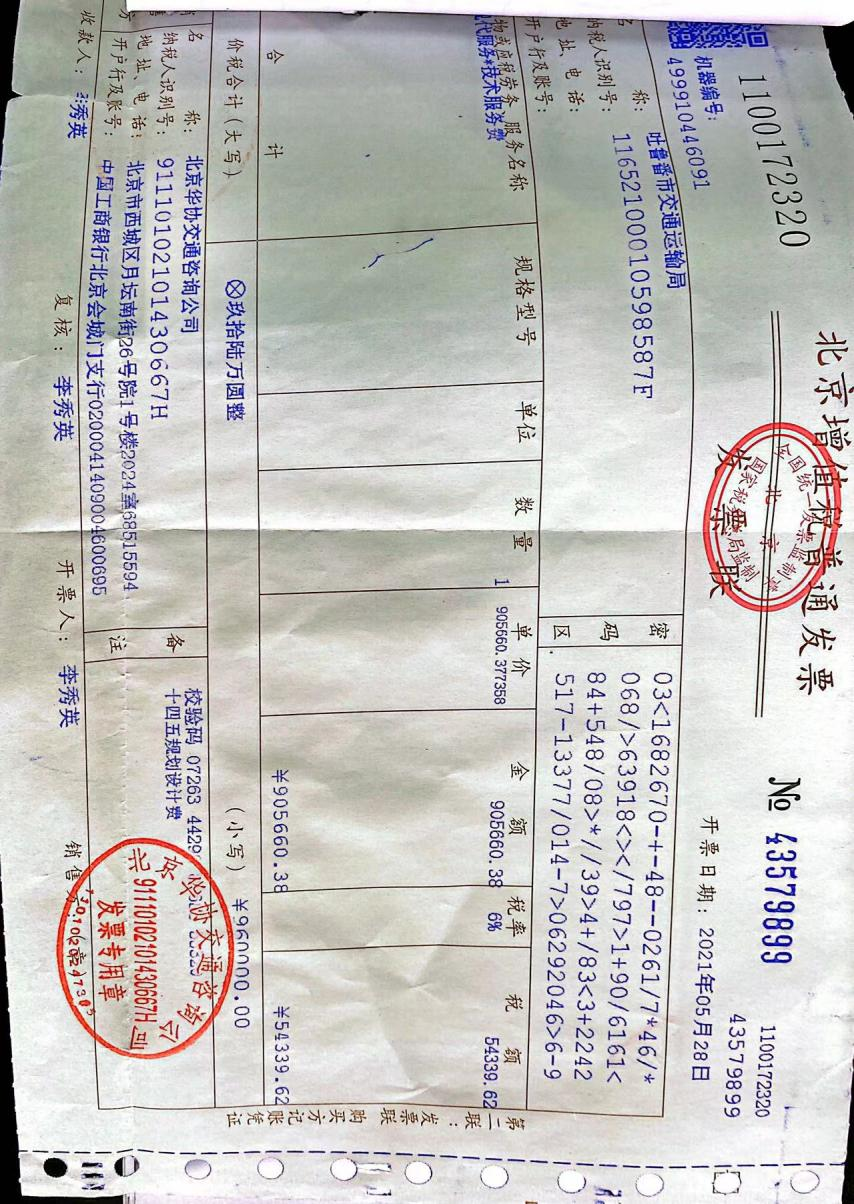 1100172320
北京增值税普通发票
发票联
全国统一发票监制章
北京
国家税务局监制
№ 43579899
1100172320
43579899
机器编号:
499910446091
开票日期: 2021年05月28日
称: 吐鲁番市交通运输局
纳税人识别号: 11652100010598587F
地址、电话:
开户行及账号:
密码区
03<1682670-+-48--0261/7*46/*
068/>63918<></797>1+90/6161<
84+548/08>*//39>4+/83<3+2242
517-13377/014-7>06292046>6-9
物或应税劳务、服务名称 规格型号 单位 数量 单价 金额 税率 税额
现代服务*技术服务费 1 905660.377358 905660.38 6% 54339.62
合计 ¥905660.38 ¥54339.62
价税合计(大写) ⊗玖拾陆万圆整 (小写) ¥960000.00
名称: 北京华协交通咨询公司
纳税人识别号: 91110102101430667H
地址、电话: 北京市西城区月坛南街26号院1号楼2024室68515594
开户行及账号: 中国工商银行北京会城门支行0200041409004600695
备注
校验码 07263 4429
十四五规划设计费
收款人: 李秀英 复核: 李秀英 开票人: 李秀英 销售方:(章)
北京华协交通咨询公司
91110102101430667H
发票专用章
第二联:发票联 购买方记账凭证